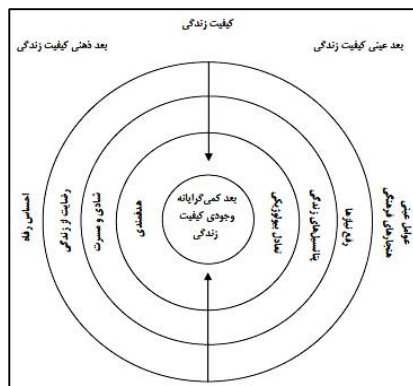 کیفیت زندگی
بعد عینی کیفیت زندگی
بعد ذهنی کیفیت زندگی
عوامل عینی
هنجارهای فرهنگی
رفع نیازها
پتانسیل‌های زندگی
تعادل بیولوژیکی
بعد کمی‌گرایانه
وجودی کیفیت
زندگی
هدفمندی
شادی و مسرت
رضایت از زندگی
احساس رفاه